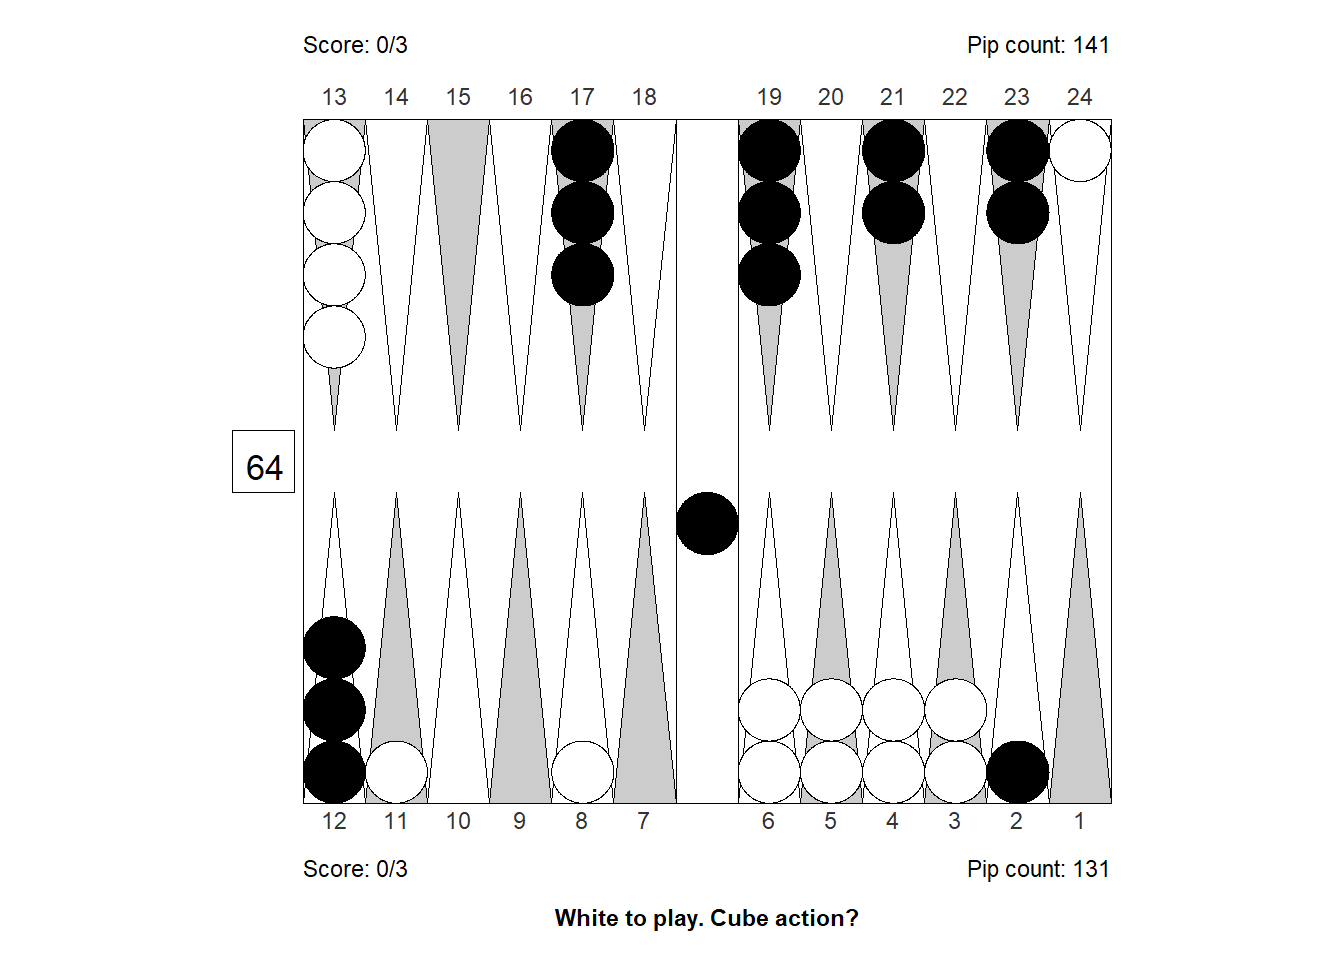 Score: 0/3 Pip count: 141
13 14 15 16 17 18 19 20 21 22 23 24
64
12 11 10 9 8 7 6 5 4 3 2 1
Score: 0/3 Pip count: 131
White to play. Cube action?